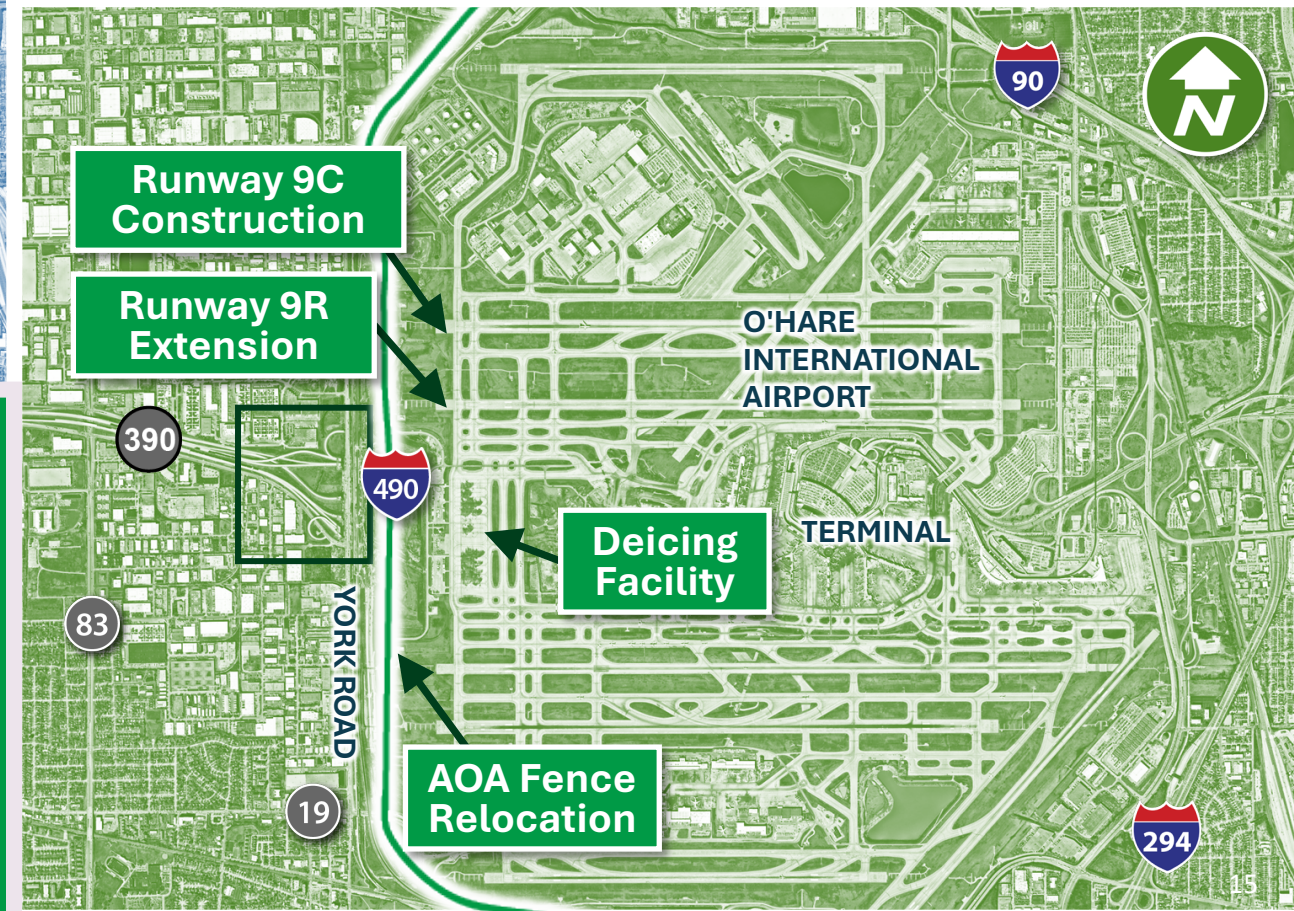 90
N
Runway 9C
Construction
Runway 9R
Extension
O'HARE
INTERNATIONAL
AIRPORT
390
490
Deicing
Facility
TERMINAL
83
YORK ROAD
AOA Fence
Relocation
19
294
15